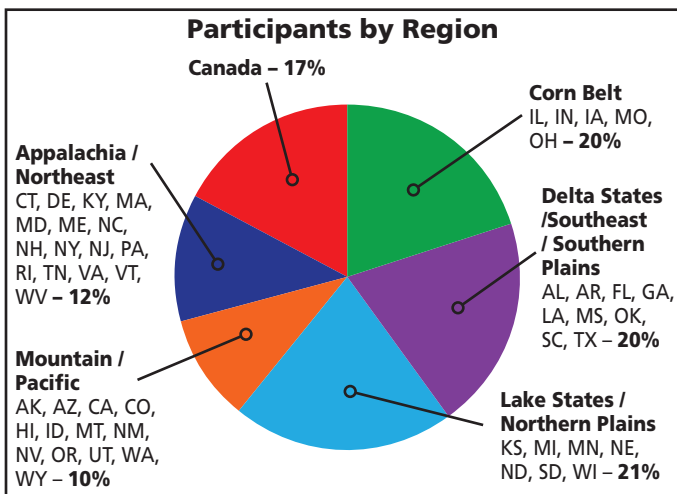 Participants by Region
Canada – 17%
Corn Belt
IL, IN, IA, MO,
OH – 20%
Appalachia /
Northeast
CT, DE, KY, MA,
MD, ME, NC,
NH, NY, NJ, PA,
RI, TN, VA, VT,
WV – 12%
Delta States
/Southeast
/ Southern
Plains
AL, AR, FL, GA,
LA, MS, OK,
SC, TX – 20%
Mountain /
Pacific
AK, AZ, CA, CO,
HI, ID, MT, NM,
NV, OR, UT, WA,
WY – 10%
Lake States /
Northern Plains
KS, MI, MN, NE,
ND, SD, WI – 21%